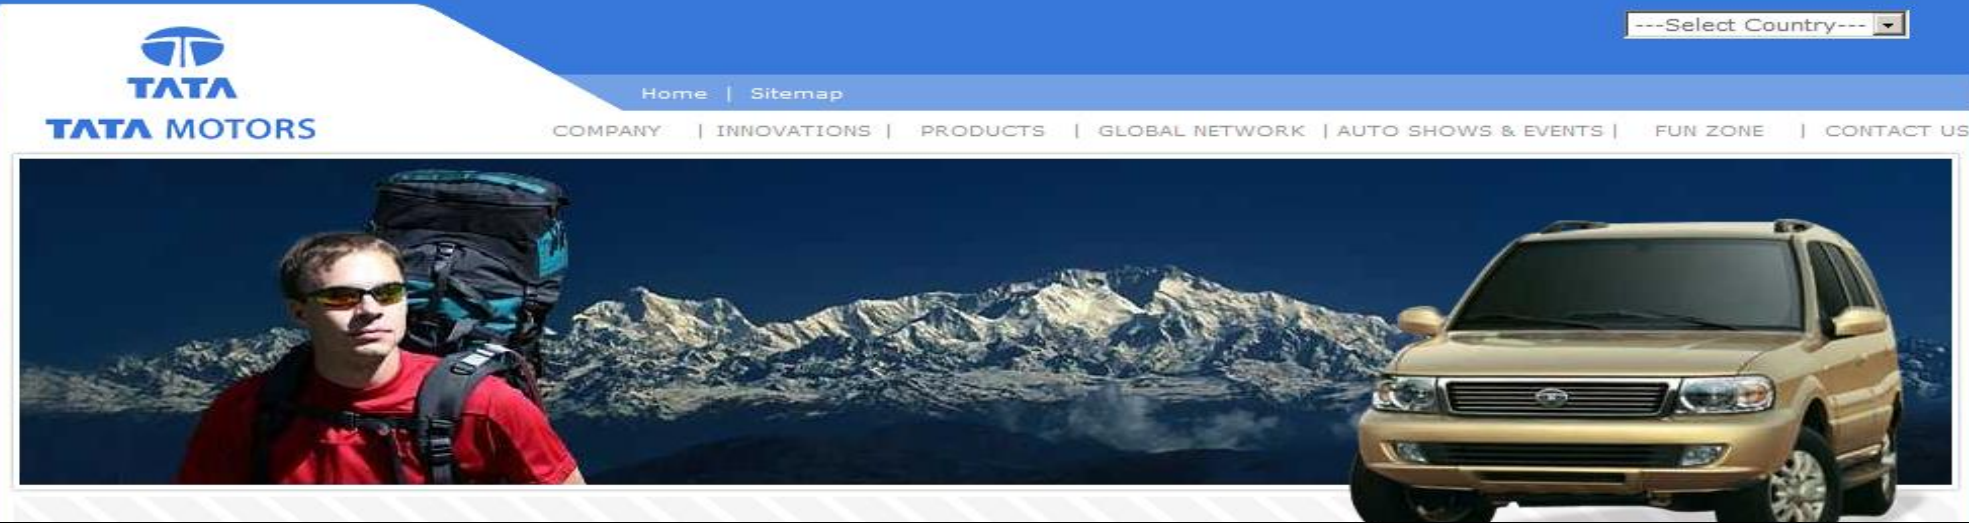 ---Select Country---
TATA
Home | Sitemap
TATA MOTORS
COMPANY | INNOVATIONS | PRODUCTS | GLOBAL NETWORK | AUTO SHOWS & EVENTS | FUN ZONE | CONTACT US